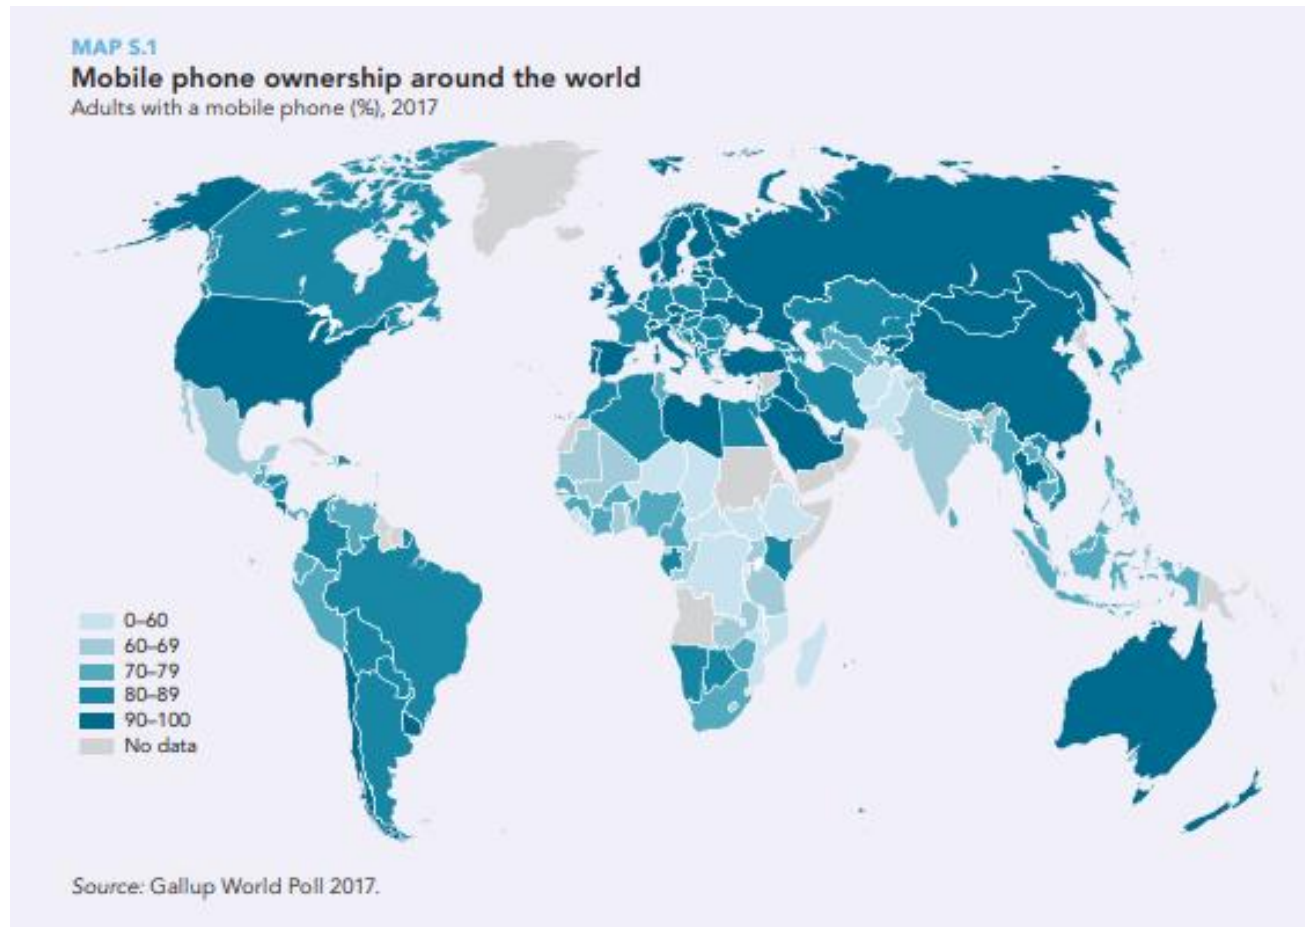 MAP S.1
Mobile phone ownership around the world
Adults with a mobile phone (%), 2017
0–60
60–69
70–79
80–89
90–100
No data
Source: Gallup World Poll 2017.